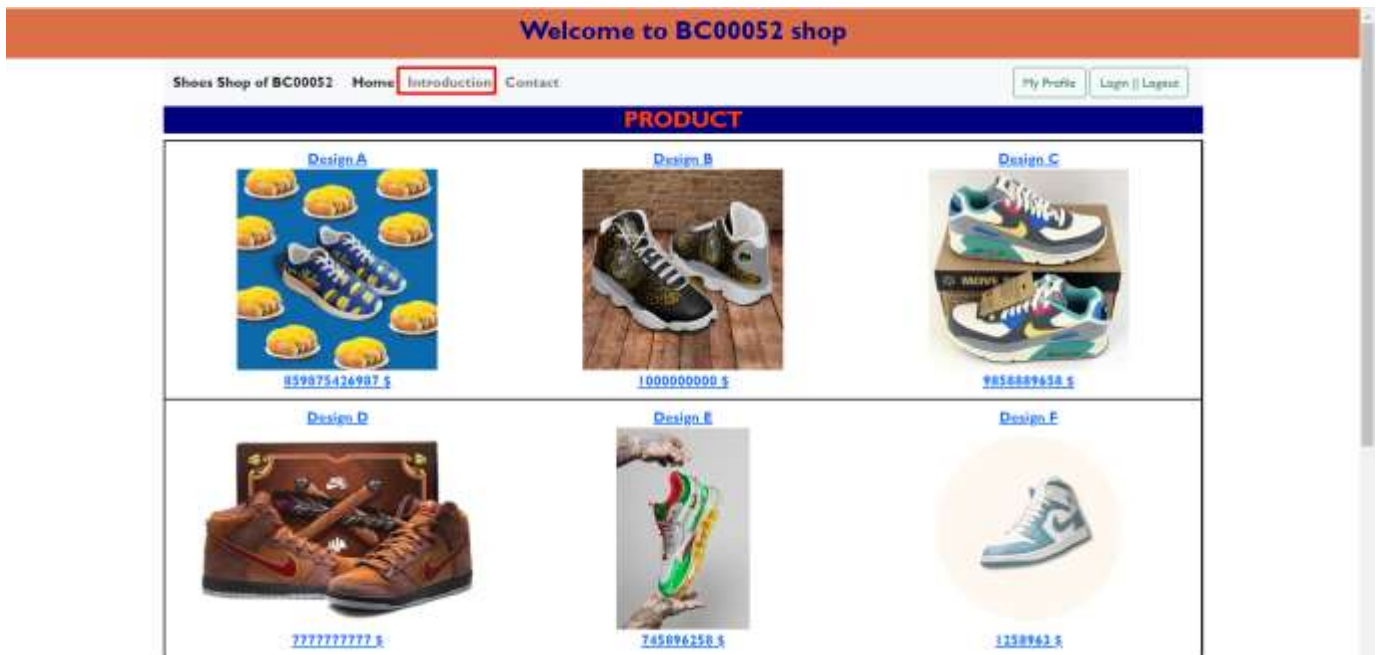 Welcome to BC00052 shop
Shoes Shop of BC00052 Home Introduction Contact My Profile Login || Logout
PRODUCT
Design A Design B Design C
859875426987 $ 1000000000 $ 9858889658 $
Design D Design E Design F
7777777777 $ 745896258 $ 1258963 $